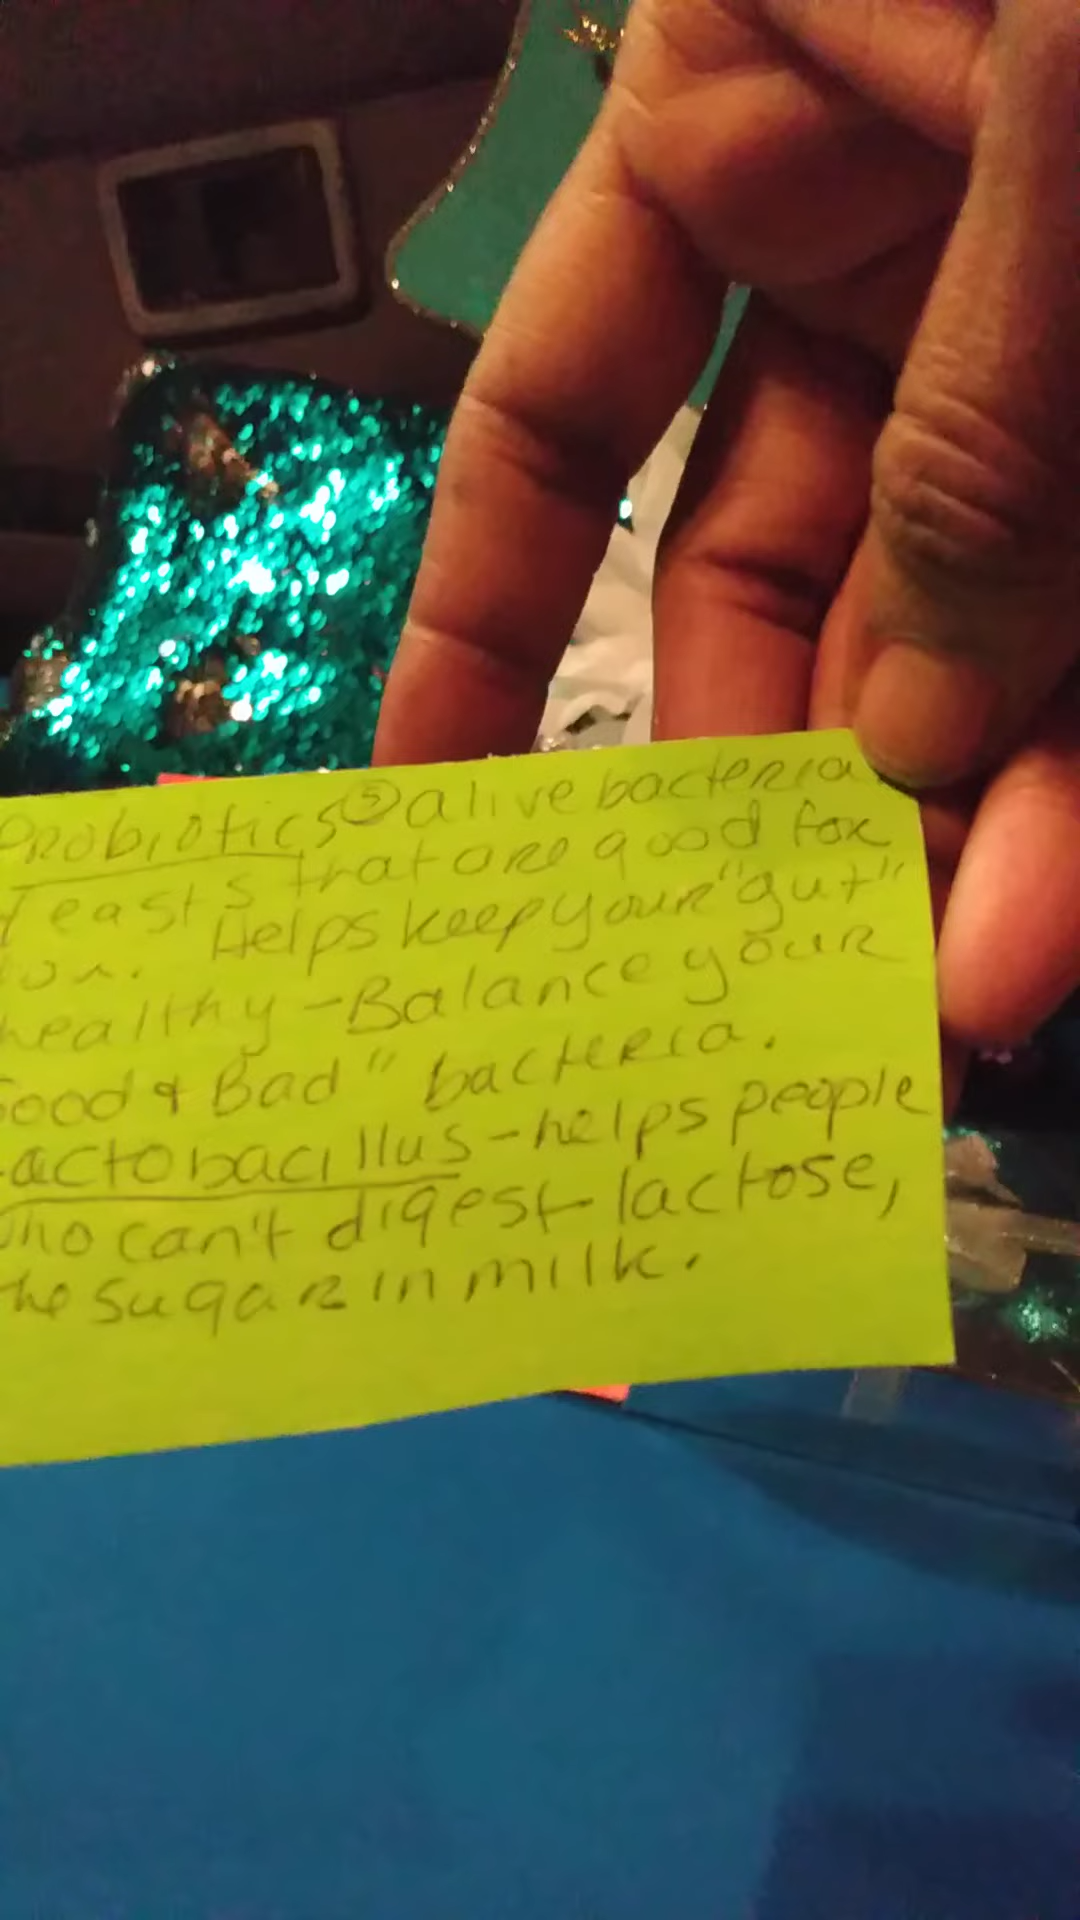 Probiotics ⑤ alive bacteria
Yeasts that are good for
You. Helps keep your "gut"
healthy - Balance your
Good & Bad" bacteria.
Lactobacillus - helps people
who can't digest lactose,
the sugar in milk.